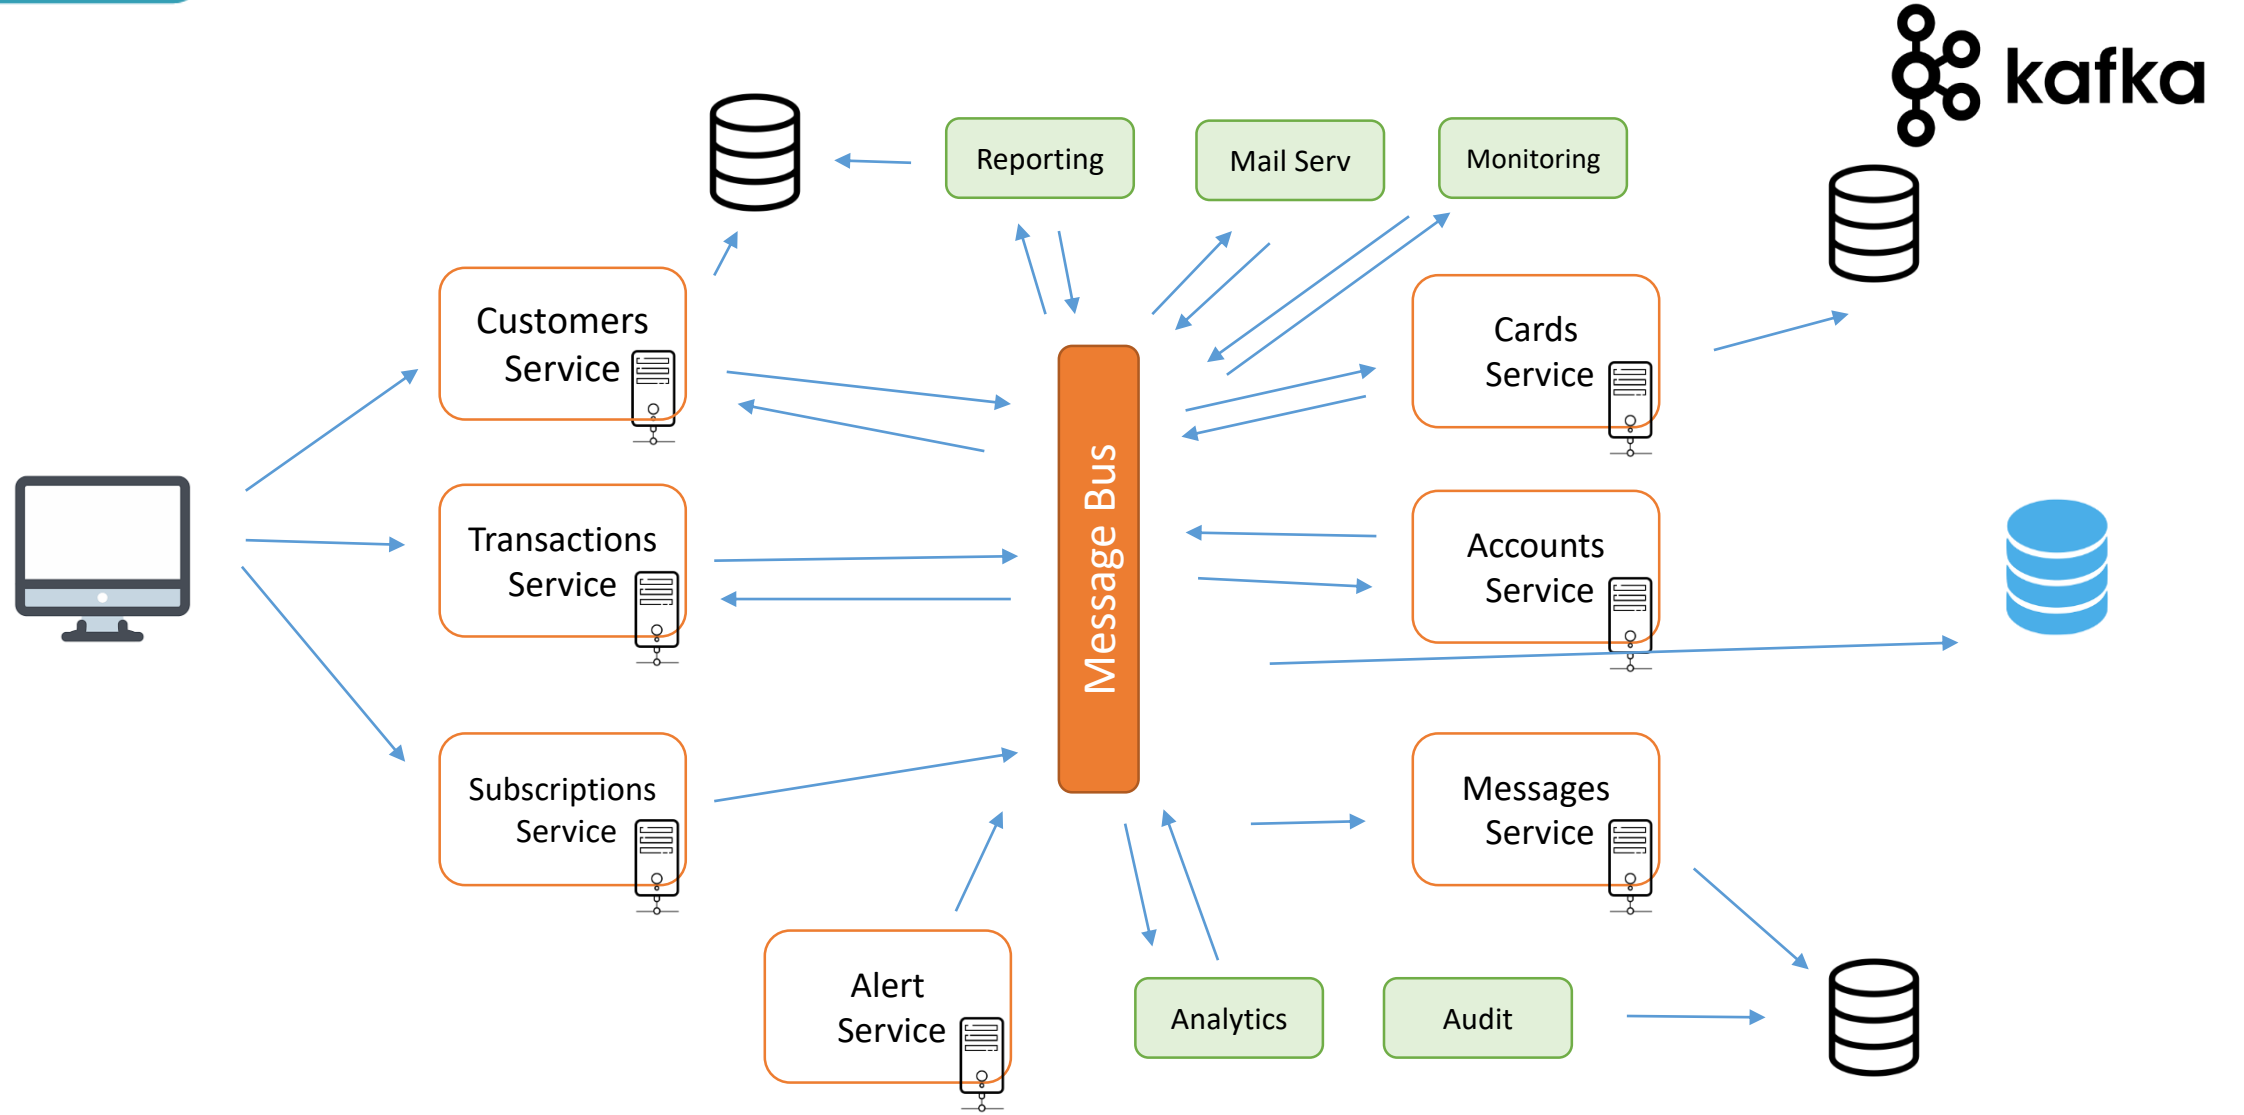 kafka
Reporting
Mail Serv
Monitoring
Customers
Service
Cards
Service
Message Bus
Transactions
Service
Accounts
Service
Subscriptions
Service
Messages
Service
Alert
Service
Analytics
Audit